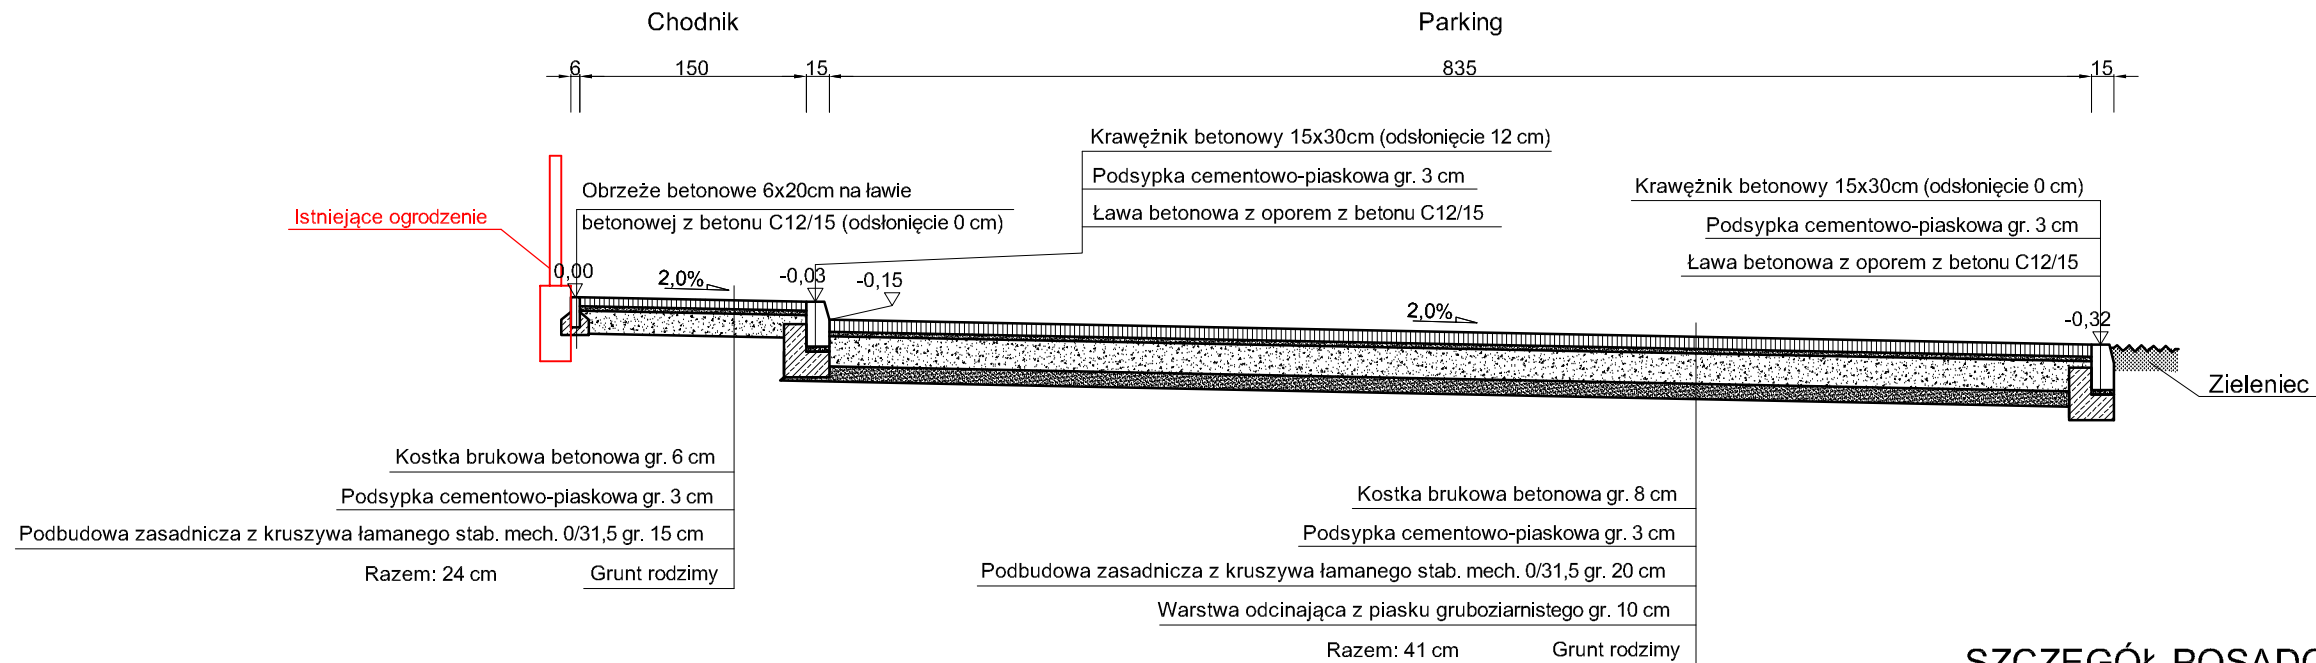 Chodnik
Parking
6
150
15
835
15
Krawężnik betonowy 15x30cm (odsłonięcie 12 cm)
Podsypka cementowo-piaskowa gr. 3 cm
Ława betonowa z oporem z betonu C12/15
Obrzeże betonowe 6x20cm na ławie
betonowej z betonu C12/15 (odsłonięcie 0 cm)
Istniejące ogrodzenie
Krawężnik betonowy 15x30cm (odsłonięcie 0 cm)
Podsypka cementowo-piaskowa gr. 3 cm
Ława betonowa z oporem z betonu C12/15
0,00
2,0%
-0,03
-0,15
2,0%
-0,32
Zieleniec
Kostka brukowa betonowa gr. 6 cm
Podsypka cementowo-piaskowa gr. 3 cm
Podbudowa zasadnicza z kruszywa łamanego stab. mech. 0/31,5 gr. 15 cm
Razem: 24 cm
Grunt rodzimy
Kostka brukowa betonowa gr. 8 cm
Podsypka cementowo-piaskowa gr. 3 cm
Podbudowa zasadnicza z kruszywa łamanego stab. mech. 0/31,5 gr. 20 cm
Warstwa odcinająca z piasku gruboziarnistego gr. 10 cm
Razem: 41 cm
Grunt rodzimy
SZCZEGÓŁ